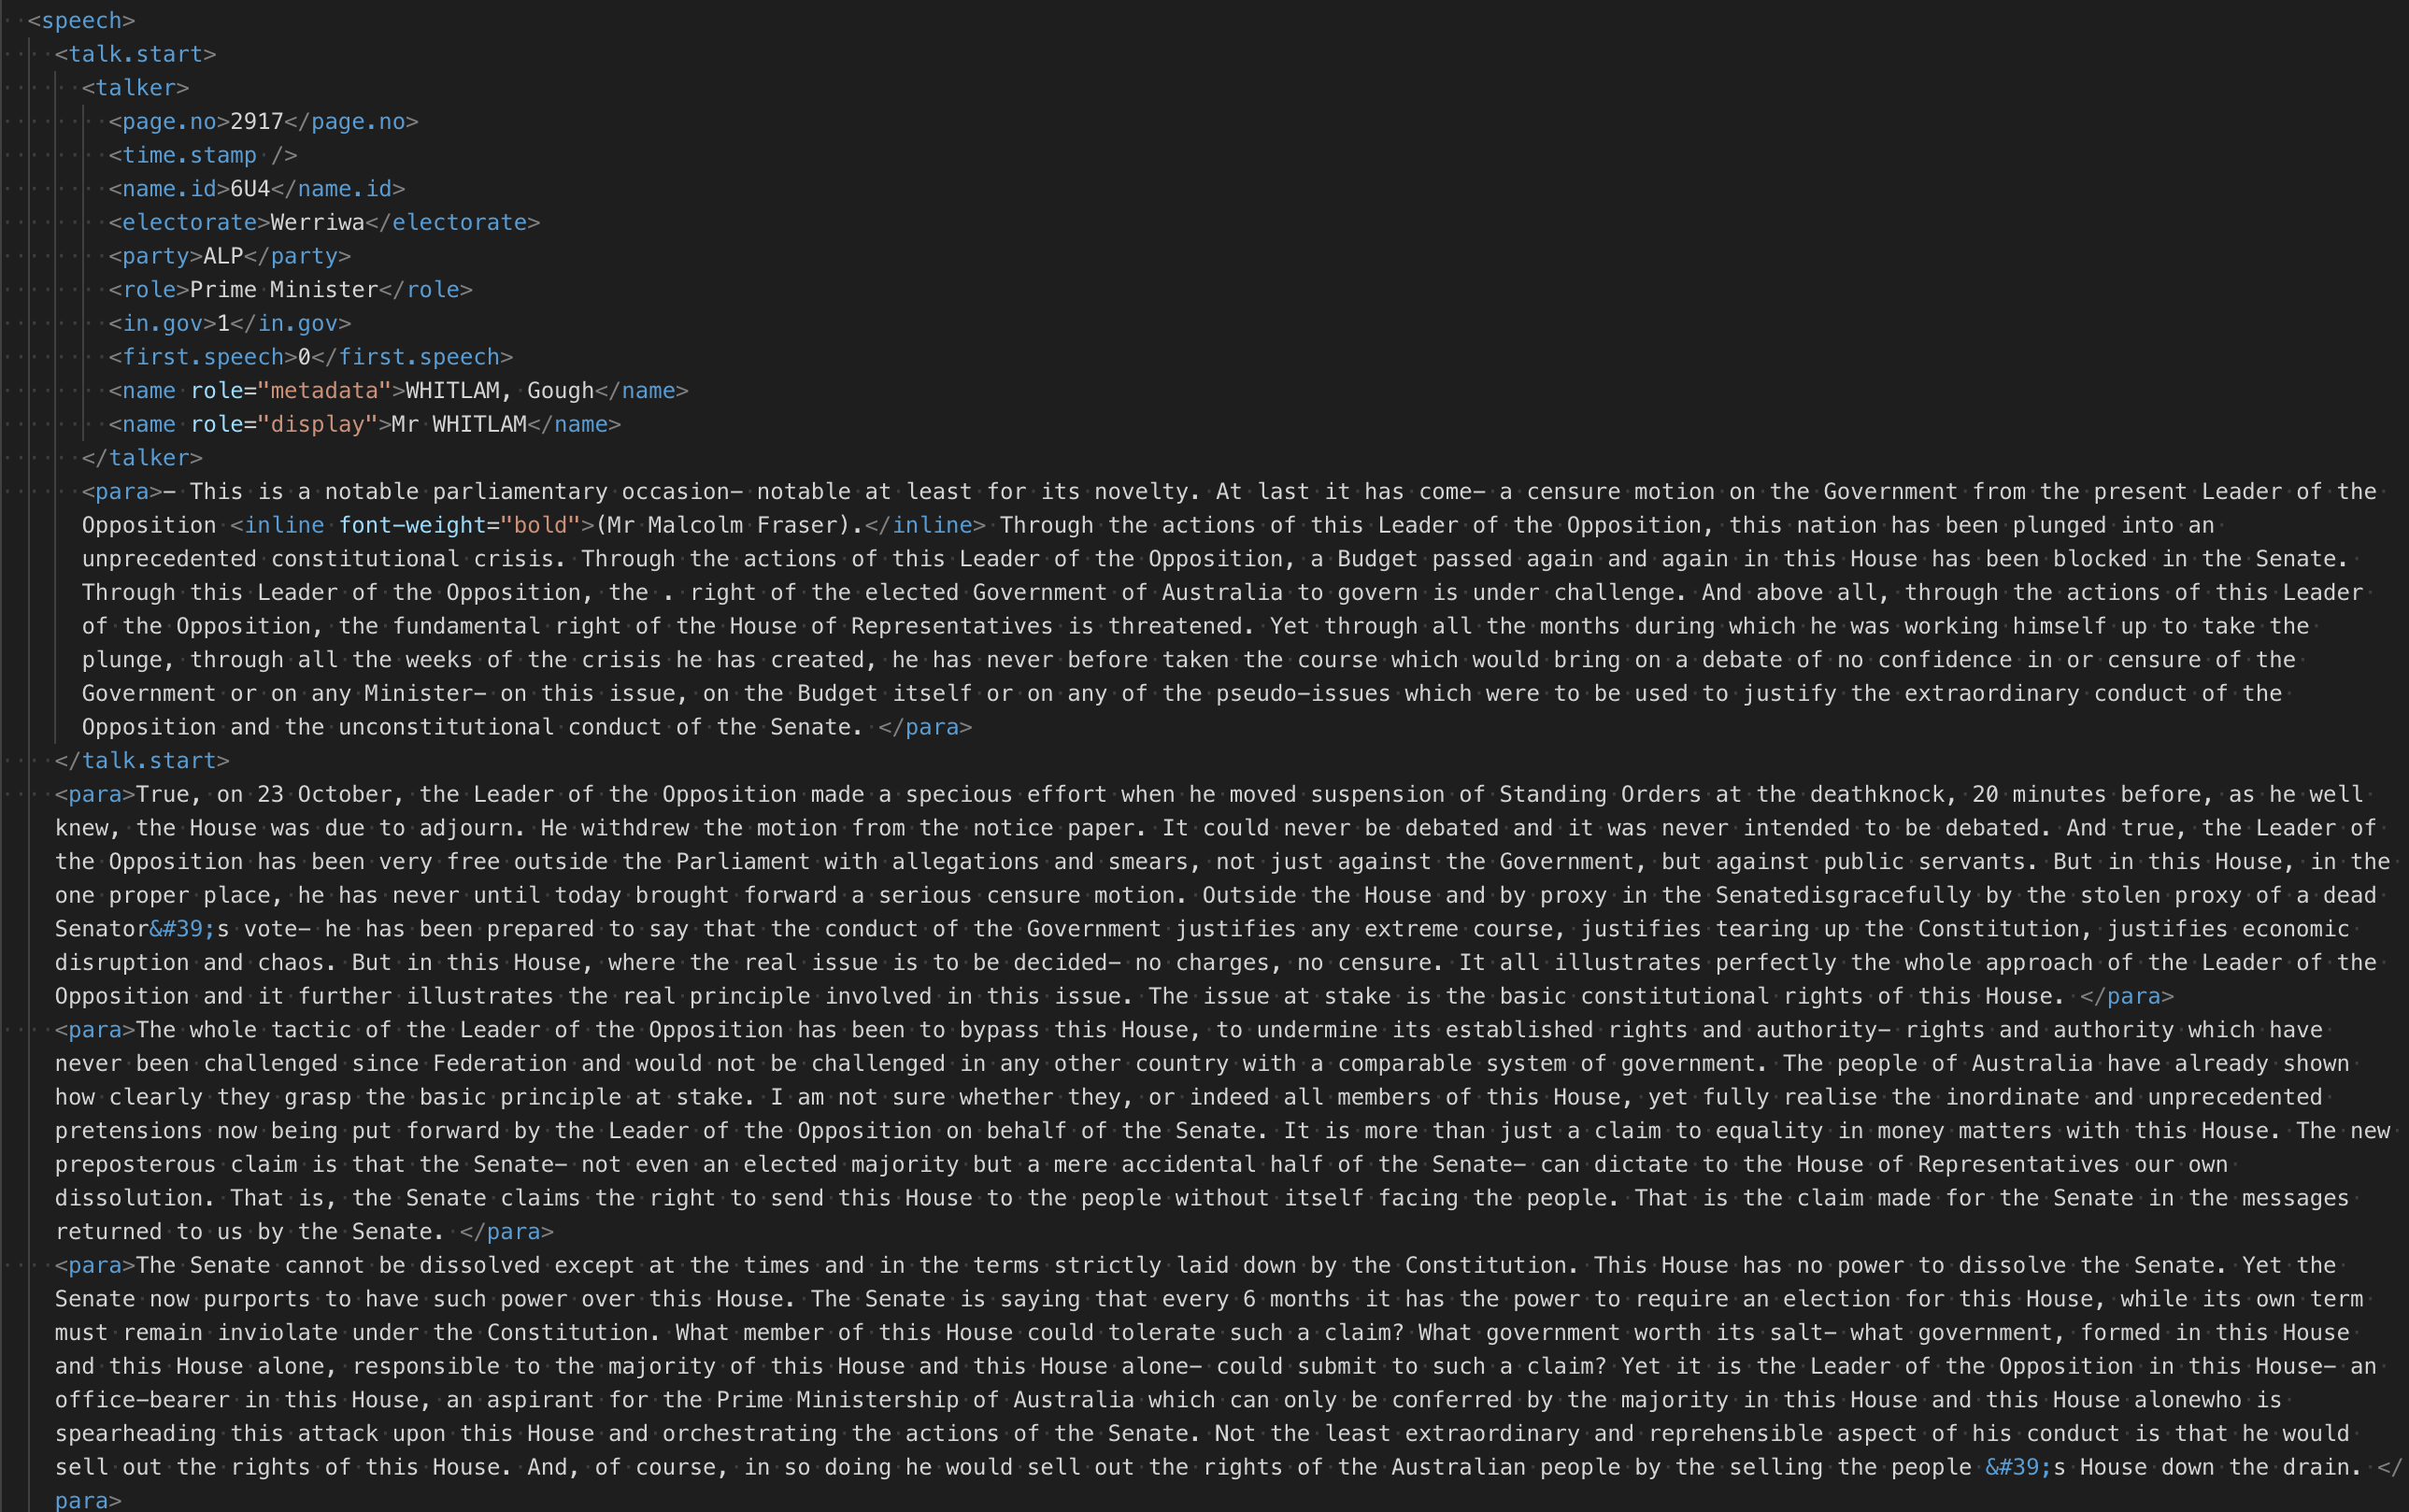 <speech>
<talk.start>
<talker>
<page.no>2917</page.no>
<time.stamp />
<name.id>6U4</name.id>
<electorate>Werriwa</electorate>
<party>ALP</party>
<role>Prime Minister</role>
<in.gov>1</in.gov>
<first.speech>0</first.speech>
<name role="metadata">WHITLAM, Gough</name>
<name role="display">Mr WHITLAM</name>
</talker>
<para>- This is a notable parliamentary occasion- notable at least for its novelty. At last it has come- a censure motion on the Government from the present Leader of the
Opposition <inline font-weight="bold">(Mr Malcolm Fraser).</inline> Through the actions of this Leader of the Opposition, this nation has been plunged into an
unprecedented constitutional crisis. Through the actions of this Leader of the Opposition, a Budget passed again and again in this House has been blocked in the Senate.
Through this Leader of the Opposition, the . right of the elected Government of Australia to govern is under challenge. And above all, through the actions of this Leader
of the Opposition, the fundamental right of the House of Representatives is threatened. Yet through all the months during which he was working himself up to take the
plunge, through all the weeks of the crisis he has created, he has never before taken the course which would bring on a debate of no confidence in or censure of the
Government or on any Minister- on this issue, on the Budget itself or on any of the pseudo-issues which were to be used to justify the extraordinary conduct of the
Opposition and the unconstitutional conduct of the Senate. </para>
</talk.start>
<para>True, on 23 October, the Leader of the Opposition made a specious effort when he moved suspension of Standing Orders at the deathknock, 20 minutes before, as he well
knew, the House was due to adjourn. He withdrew the motion from the notice paper. It could never be debated and it was never intended to be debated. And true, the Leader of
the Opposition has been very free outside the Parliament with allegations and smears, not just against the Government, but against public servants. But in this House, in the
one proper place, he has never until today brought forward a serious censure motion. Outside the House and by proxy in the Senatedisgracefully by the stolen proxy of a dead
Senator&#39;s vote- he has been prepared to say that the conduct of the Government justifies any extreme course, justifies tearing up the Constitution, justifies economic
disruption and chaos. But in this House, where the real issue is to be decided- no charges, no censure. It all illustrates perfectly the whole approach of the Leader of the
Opposition and it further illustrates the real principle involved in this issue. The issue at stake is the basic constitutional rights of this House. </para>
<para>The whole tactic of the Leader of the Opposition has been to bypass this House, to undermine its established rights and authority- rights and authority which have
never been challenged since Federation and would not be challenged in any other country with a comparable system of government. The people of Australia have already shown
how clearly they grasp the basic principle at stake. I am not sure whether they, or indeed all members of this House, yet fully realise the inordinate and unprecedented
pretensions now being put forward by the Leader of the Opposition on behalf of the Senate. It is more than just a claim to equality in money matters with this House. The new
preposterous claim is that the Senate- not even an elected majority but a mere accidental half of the Senate- can dictate to the House of Representatives our own
dissolution. That is, the Senate claims the right to send this House to the people without itself facing the people. That is the claim made for the Senate in the messages
returned to us by the Senate. </para>
<para>The Senate cannot be dissolved except at the times and in the terms strictly laid down by the Constitution. This House has no power to dissolve the Senate. Yet the
Senate now purports to have such power over this House. The Senate is saying that every 6 months it has the power to require an election for this House, while its own term
must remain inviolate under the Constitution. What member of this House could tolerate such a claim? What government worth its salt- what government, formed in this House
and this House alone, responsible to the majority of this House and this House alone- could submit to such a claim? Yet it is the Leader of the Opposition in this House- an
office-bearer in this House, an aspirant for the Prime Ministership of Australia which can only be conferred by the majority in this House and this House alonewho is
spearheading this attack upon this House and orchestrating the actions of the Senate. Not the least extraordinary and reprehensible aspect of his conduct is that he would
sell out the rights of this House. And, of course, in so doing he would sell out the rights of the Australian people by the selling the people &#39;s House down the drain. </
para>